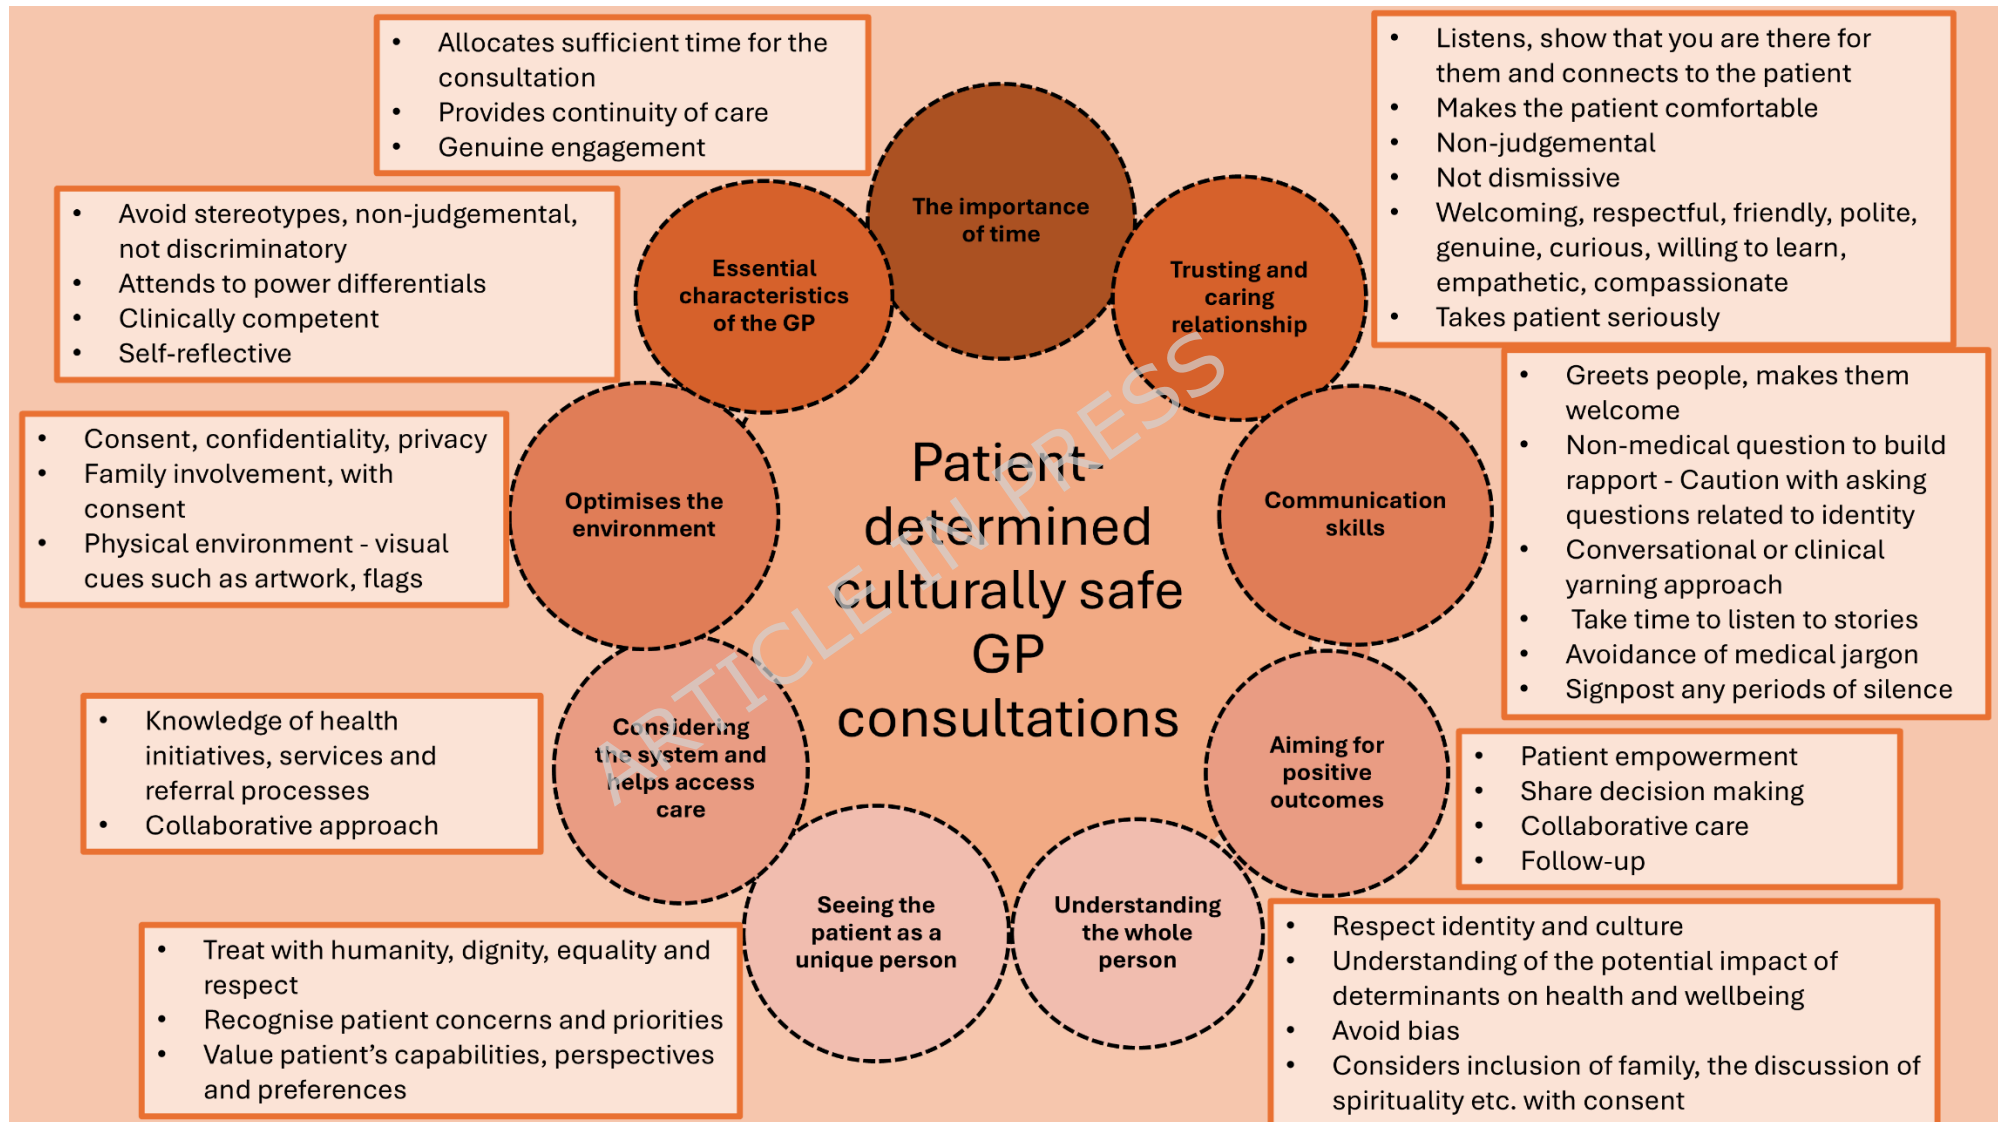 • Allocates sufficient time for the
consultation
• Provides continuity of care
• Genuine engagement
• Listens, show that you are there for
them and connects to the patient
• Makes the patient comfortable
• Non-judgemental
• Not dismissive
• Welcoming, respectful, friendly, polite,
genuine, curious, willing to learn,
empathetic, compassionate
• Takes patient seriously
• Avoid stereotypes, non-judgemental,
not discriminatory
• Attends to power differentials
• Clinically competent
• Self-reflective
The importance
of time
Essential
characteristics
of the GP
Trusting and
caring
relationship
• Greets people, makes them
welcome
• Non-medical question to build
rapport - Caution with asking
questions related to identity
• Conversational or clinical
yarning approach
• Take time to listen to stories
• Avoidance of medical jargon
• Signpost any periods of silence
• Consent, confidentiality, privacy
• Family involvement, with
consent
• Physical environment - visual
cues such as artwork, flags
Optimises the
environment
Patient-
determined
culturally safe
GP
consultations
ARTICLE IN PRESS
Communication
skills
• Knowledge of health
initiatives, services and
referral processes
• Collaborative approach
Considering
the system and
helps access
care
Aiming for
positive
outcomes
• Patient empowerment
• Share decision making
• Collaborative care
• Follow-up
• Treat with humanity, dignity, equality and
respect
• Recognise patient concerns and priorities
• Value patient’s capabilities, perspectives
and preferences
Seeing the
patient as a
unique person
Understanding
the whole
person
• Respect identity and culture
• Understanding of the potential impact of
determinants on health and wellbeing
• Avoid bias
• Considers inclusion of family, the discussion of
spirituality etc. with consent